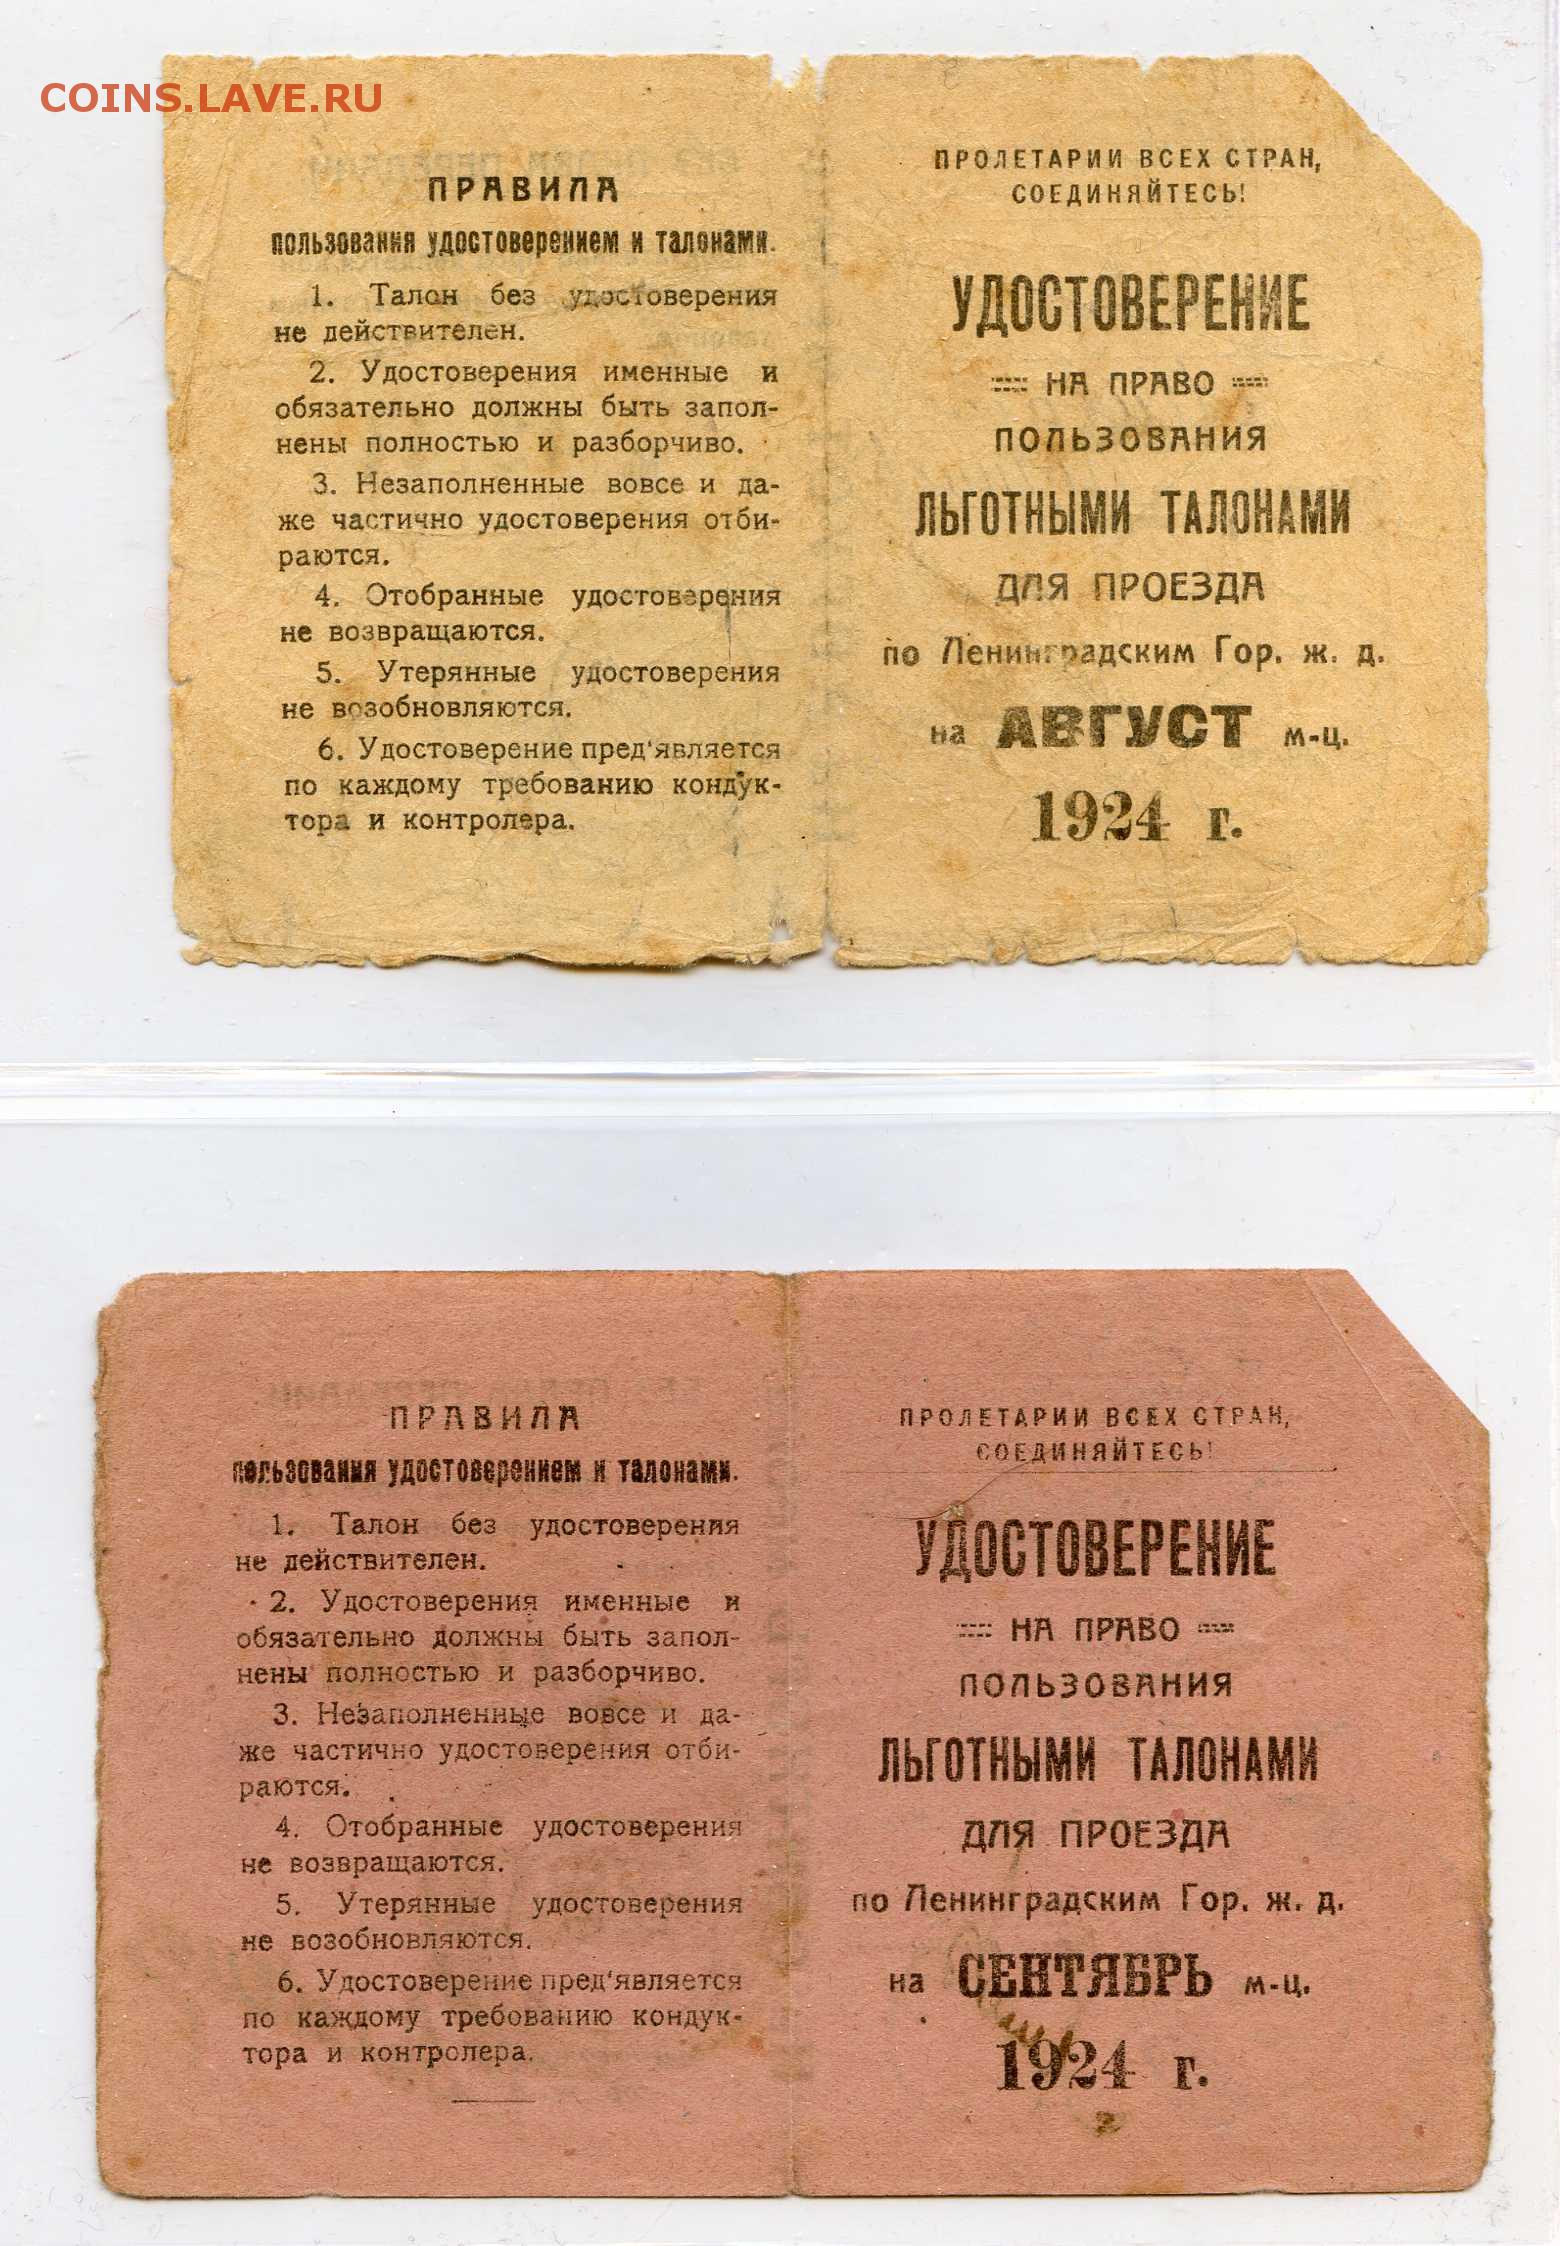 COINS.LAVE.RU
ПРАВИЛА
пользования удостоверением и талонами.
1. Талон без удостоверения
не действителен.
2. Удостоверения именные и
обязательно должны быть запол-
нены полностью и разборчиво.
3. Незаполненные вовсе и да-
же частично удостоверения отби-
раются.
4. Отобранные удостоверения
не возвращаются.
5. Утерянные удостоверения
не возобновляются.
6. Удостоверение пред'является
по каждому требованию кондук-
тора и контролера.
ПРОЛЕТАРИИ ВСЕХ СТРАН,
СОЕДИНЯЙТЕСЬ!
УДОСТОВЕРЕНИЕ
НА ПРАВО
ПОЛЬЗОВАНИЯ
ЛЬГОТНЫМИ ТАЛОНАМИ
ДЛЯ ПРОЕЗДА
по Ленинградским Гор. ж. д.
на АВГУСТ м-ц.
1924 г.
ПРАВИЛА
пользования удостоверением и талонами.
1. Талон без удостоверения
не действителен.
2. Удостоверения именные и
обязательно должны быть запол-
нены полностью и разборчиво.
3. Незаполненные вовсе и да-
же частично удостоверения отби-
раются.
4. Отобранные удостоверения
не возвращаются.
5. Утерянные удостоверения
не возобновляются.
6. Удостоверение пред'является
по каждому требованию кондук-
тора и контролера.
ПРОЛЕТАРИИ ВСЕХ СТРАН,
СОЕДИНЯЙТЕСЬ!
УДОСТОВЕРЕНИЕ
НА ПРАВО
ПОЛЬЗОВАНИЯ
ЛЬГОТНЫМИ ТАЛОНАМИ
ДЛЯ ПРОЕЗДА
по Ленинградским Гор. ж. д.
на СЕНТЯБРЬ м-ц.
1924 г.